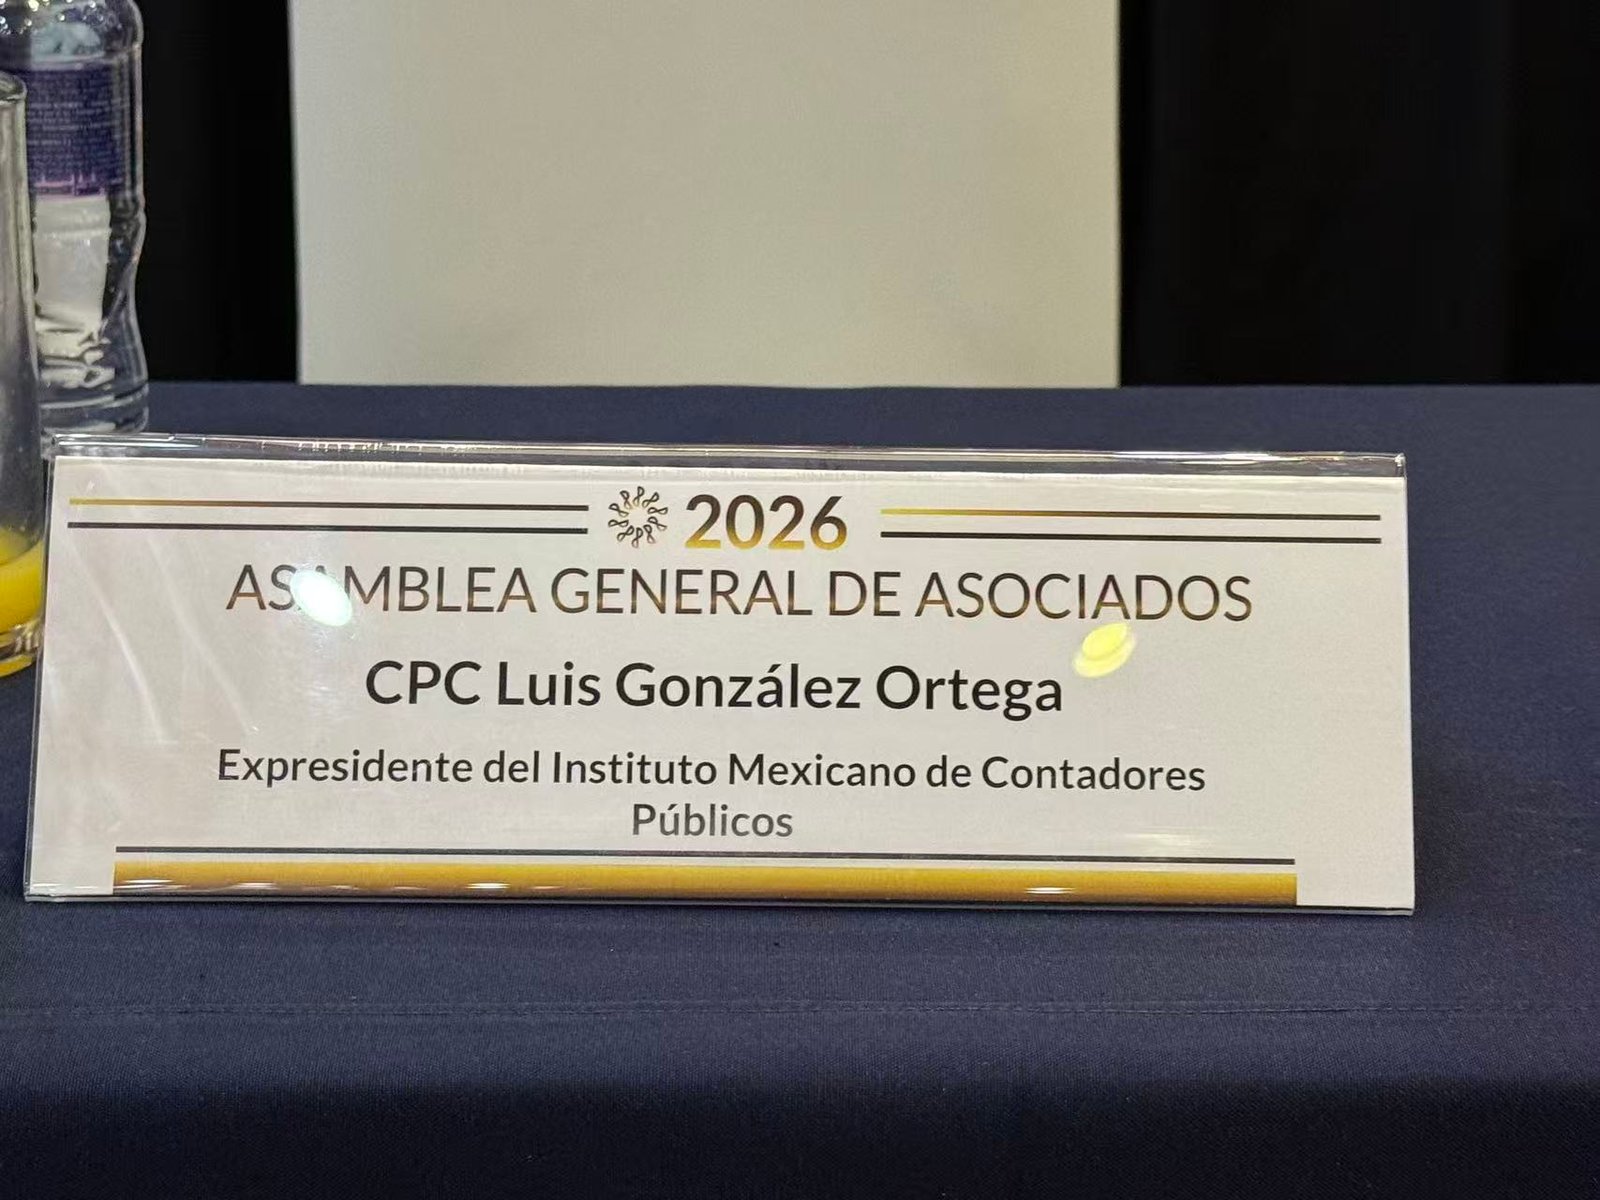 2026
ASAMBLEA GENERAL DE ASOCIADOS
CPC Luis González Ortega
Expresidente del Instituto Mexicano de Contadores
Públicos